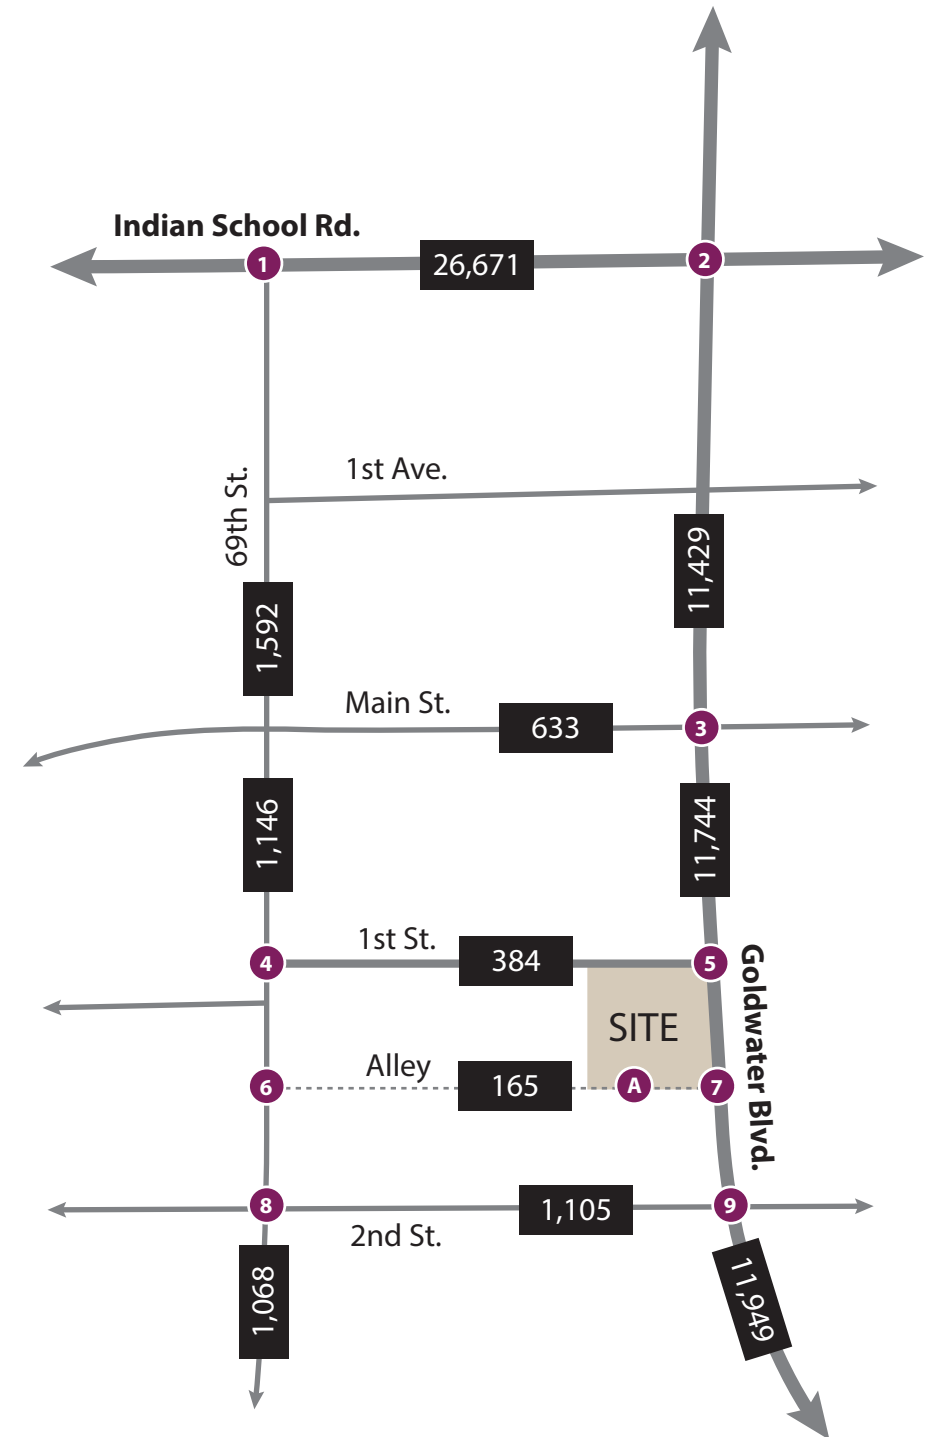 Indian School Rd.
1
26,671
2
1st Ave.
69th St.
11,429
1,592
Main St.
633
3
1,146
11,744
1st St.
4
384
5
Goldwater Blvd.
SITE
Alley
6
165
A
7
8
1,105
9
2nd St.
1,068
11,949